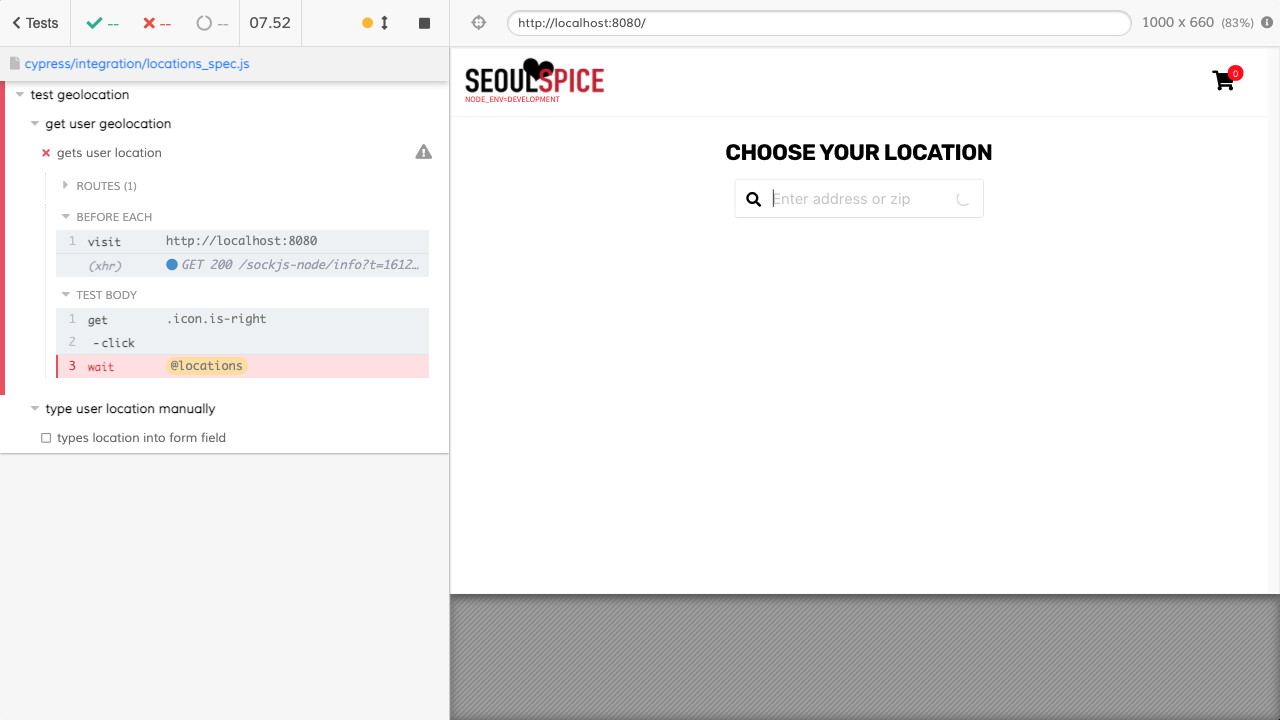 Tests -- -- -- 07.52
cypress/integration/locations_spec.js
test geolocation
get user geolocation
gets user location
ROUTES (1)
BEFORE EACH
1 visit http://localhost:8080
(xhr) GET 200 /sockjs-node/info?t=1612…
TEST BODY
1 get .icon.is-right
2 -click
3 wait @locations
type user location manually
types location into form field
http://localhost:8080/ 1000 x 660 (83%)
SEOULSPICE
NODE_ENV=DEVELOPMENT
0
CHOOSE YOUR LOCATION
Enter address or zip